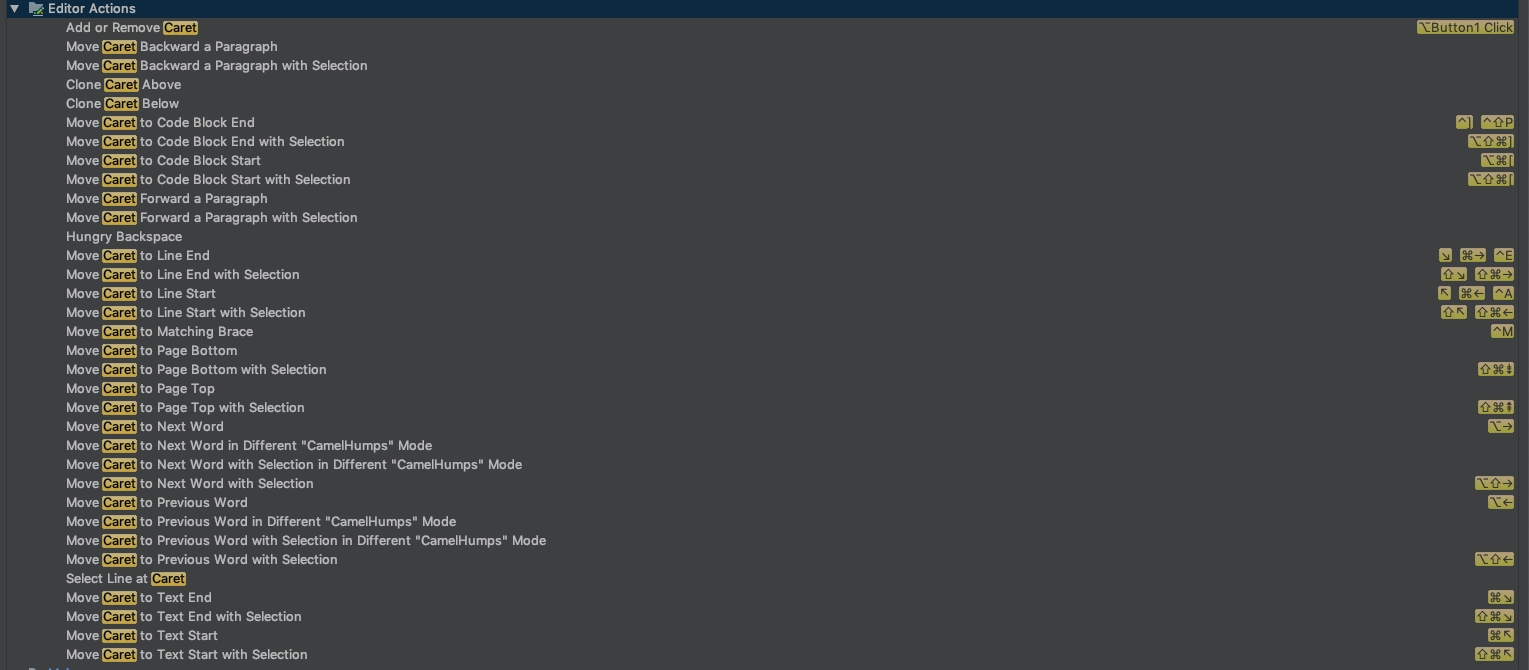 Editor Actions
Add or Remove Caret ⌥Button1 Click
Move Caret Backward a Paragraph
Move Caret Backward a Paragraph with Selection
Clone Caret Above
Clone Caret Below
Move Caret to Code Block End ^] ^⇧P
Move Caret to Code Block End with Selection ⌥⇧⌘]
Move Caret to Code Block Start ⌥⌘[
Move Caret to Code Block Start with Selection ⌥⇧⌘[
Move Caret Forward a Paragraph
Move Caret Forward a Paragraph with Selection
Hungry Backspace
Move Caret to Line End ↘ ⌘→ ^E
Move Caret to Line End with Selection ⇧↘ ⇧⌘→
Move Caret to Line Start ↖ ⌘← ^A
Move Caret to Line Start with Selection ⇧↖ ⇧⌘←
Move Caret to Matching Brace ^M
Move Caret to Page Bottom
Move Caret to Page Bottom with Selection ⇧⌘⇟
Move Caret to Page Top
Move Caret to Page Top with Selection ⇧⌘⇞
Move Caret to Next Word ⌥→
Move Caret to Next Word in Different "CamelHumps" Mode
Move Caret to Next Word with Selection in Different "CamelHumps" Mode
Move Caret to Next Word with Selection ⌥⇧→
Move Caret to Previous Word ⌥←
Move Caret to Previous Word in Different "CamelHumps" Mode
Move Caret to Previous Word with Selection in Different "CamelHumps" Mode
Move Caret to Previous Word with Selection ⌥⇧←
Select Line at Caret
Move Caret to Text End ⌘↘
Move Caret to Text End with Selection ⇧⌘↘
Move Caret to Text Start ⌘↖
Move Caret to Text Start with Selection ⇧⌘↖